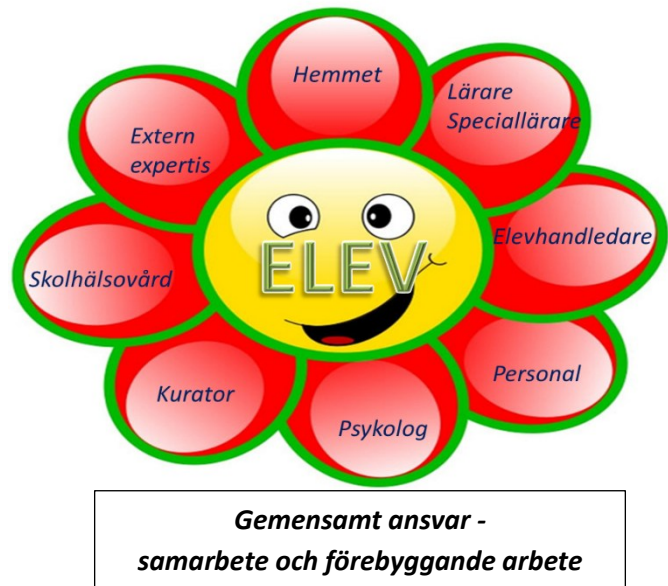 Hemmet
Lärare
Speciallärare
Extern
expertis
Elevhandledare
ELEV
Skolhälsovård
Personal
Kurator
Psykolog
Gemensamt ansvar -
samarbete och förebyggande arbete